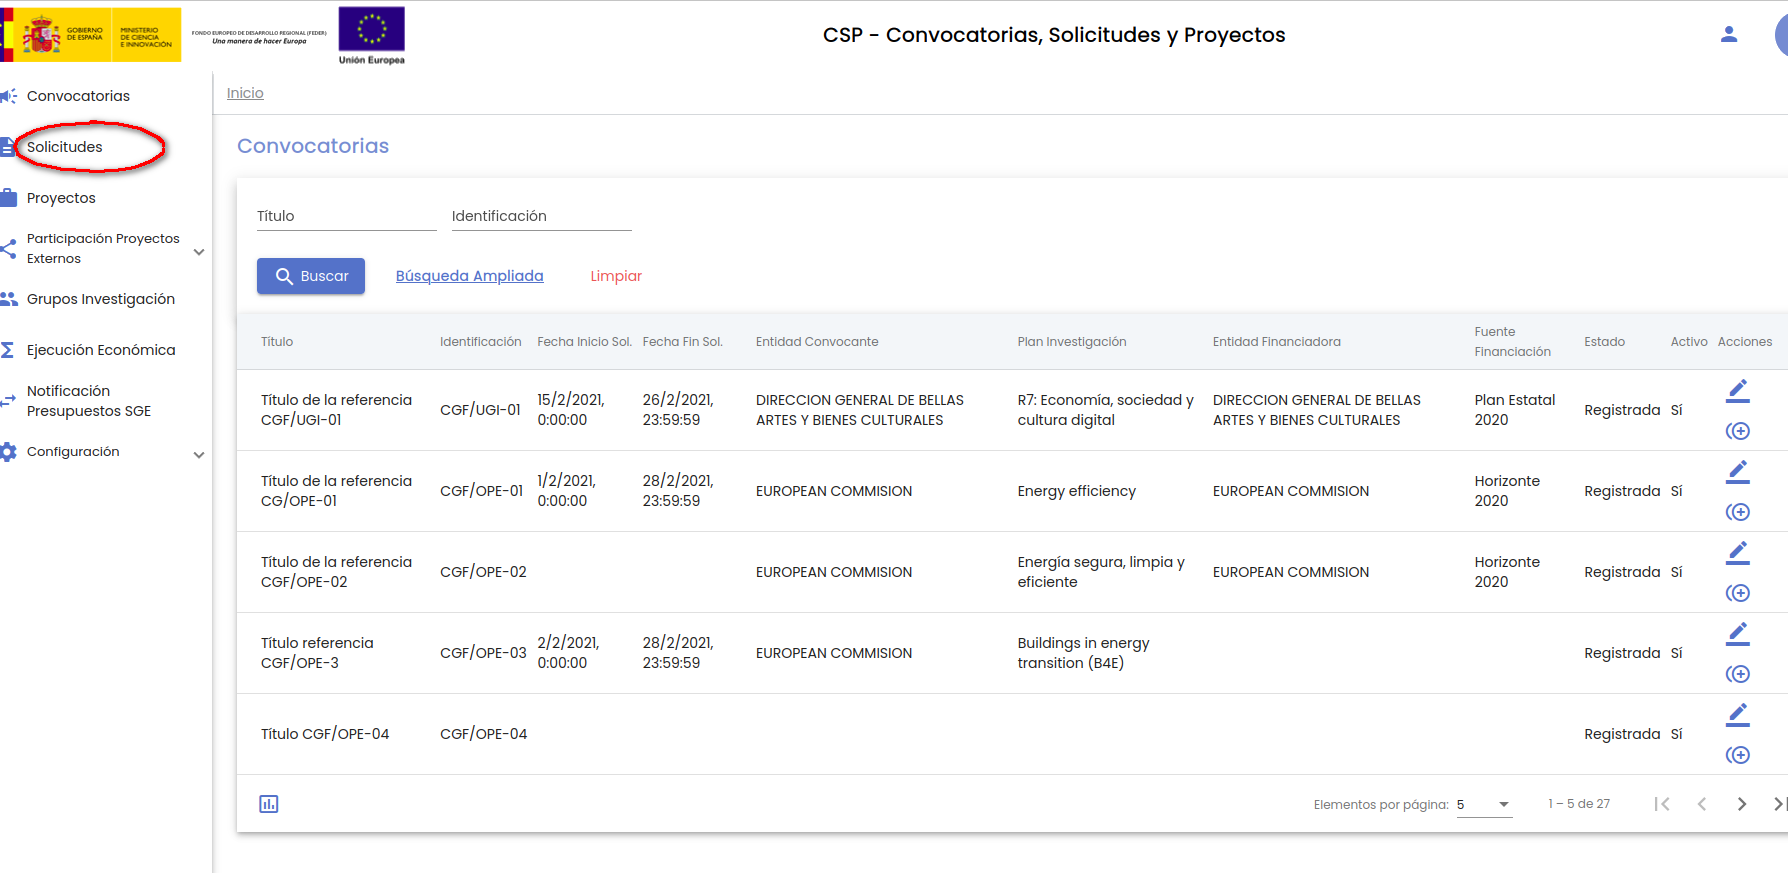 GOBIERNO
DE ESPAÑA
MINISTERIO
DE CIENCIA
E INNOVACIÓN
FONDO EUROPEO DE DESARROLLO REGIONAL (FEDER)
Una manera de hacer Europa
Unión Europea
CSP - Convocatorias, Solicitudes y Proyectos
Convocatorias
Solicitudes
Proyectos
Participación Proyectos
Externos
Grupos Investigación
Ejecución Económica
Notificación
Presupuestos SGE
Configuración
Inicio
Convocatorias
Título Identificación
Buscar Búsqueda Ampliada Limpiar
Título Identificación Fecha Inicio Sol. Fecha Fin Sol. Entidad Convocante Plan Investigación Entidad Financiadora Fuente Financiación Estado Activo Acciones
Título de la referencia 15/2/2021, 26/2/2021, DIRECCION GENERAL DE BELLAS R7: Economía, sociedad y DIRECCION GENERAL DE BELLAS Plan Estatal
CGF/UGI-01 CGF/UGI-01 0:00:00 23:59:59 ARTES Y BIENES CULTURALES cultura digital ARTES Y BIENES CULTURALES 2020 Registrada Sí
Título de la referencia 1/2/2021, 28/2/2021, Horizonte
CG/OPE-01 CGF/OPE-01 0:00:00 23:59:59 EUROPEAN COMMISION Energy efficiency EUROPEAN COMMISION 2020 Registrada Sí
Título de la referencia Energía segura, limpia y Horizonte
CGF/OPE-02 CGF/OPE-02 EUROPEAN COMMISION eficiente EUROPEAN COMMISION 2020 Registrada Sí
Título referencia 2/2/2021, 28/2/2021, Buildings in energy
CGF/OPE-3 CGF/OPE-03 0:00:00 23:59:59 EUROPEAN COMMISION transition (B4E) Registrada Sí
Título CGF/OPE-04 CGF/OPE-04 Registrada Sí
Elementos por página: 5 1 – 5 de 27